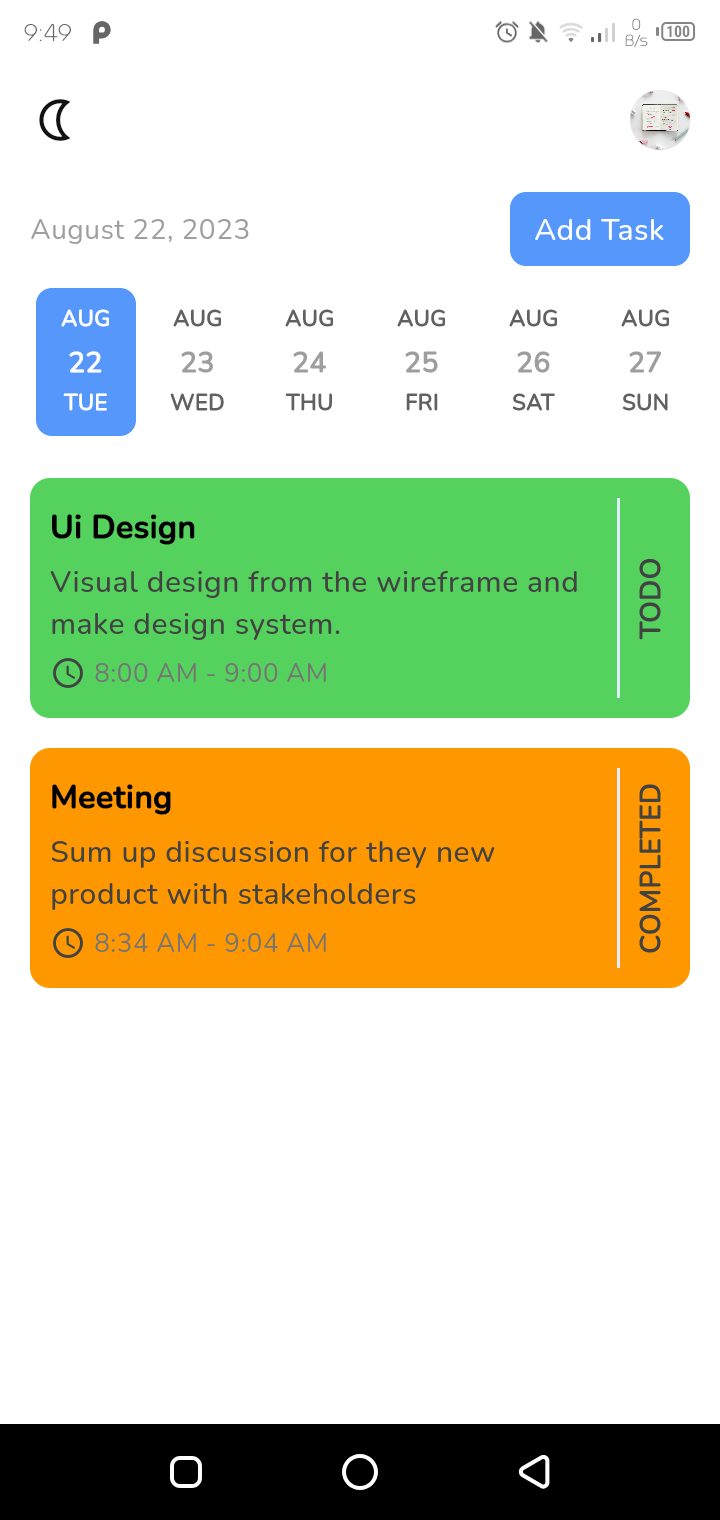 9:49
0
B/s
100
August 22, 2023
Add Task
AUG AUG AUG AUG AUG AUG
22 23 24 25 26 27
TUE WED THU FRI SAT SUN
Ui Design
Visual design from the wireframe and
make design system.
8:00 AM - 9:00 AM
TODO
Meeting
Sum up discussion for they new
product with stakeholders
8:34 AM - 9:04 AM
COMPLETED